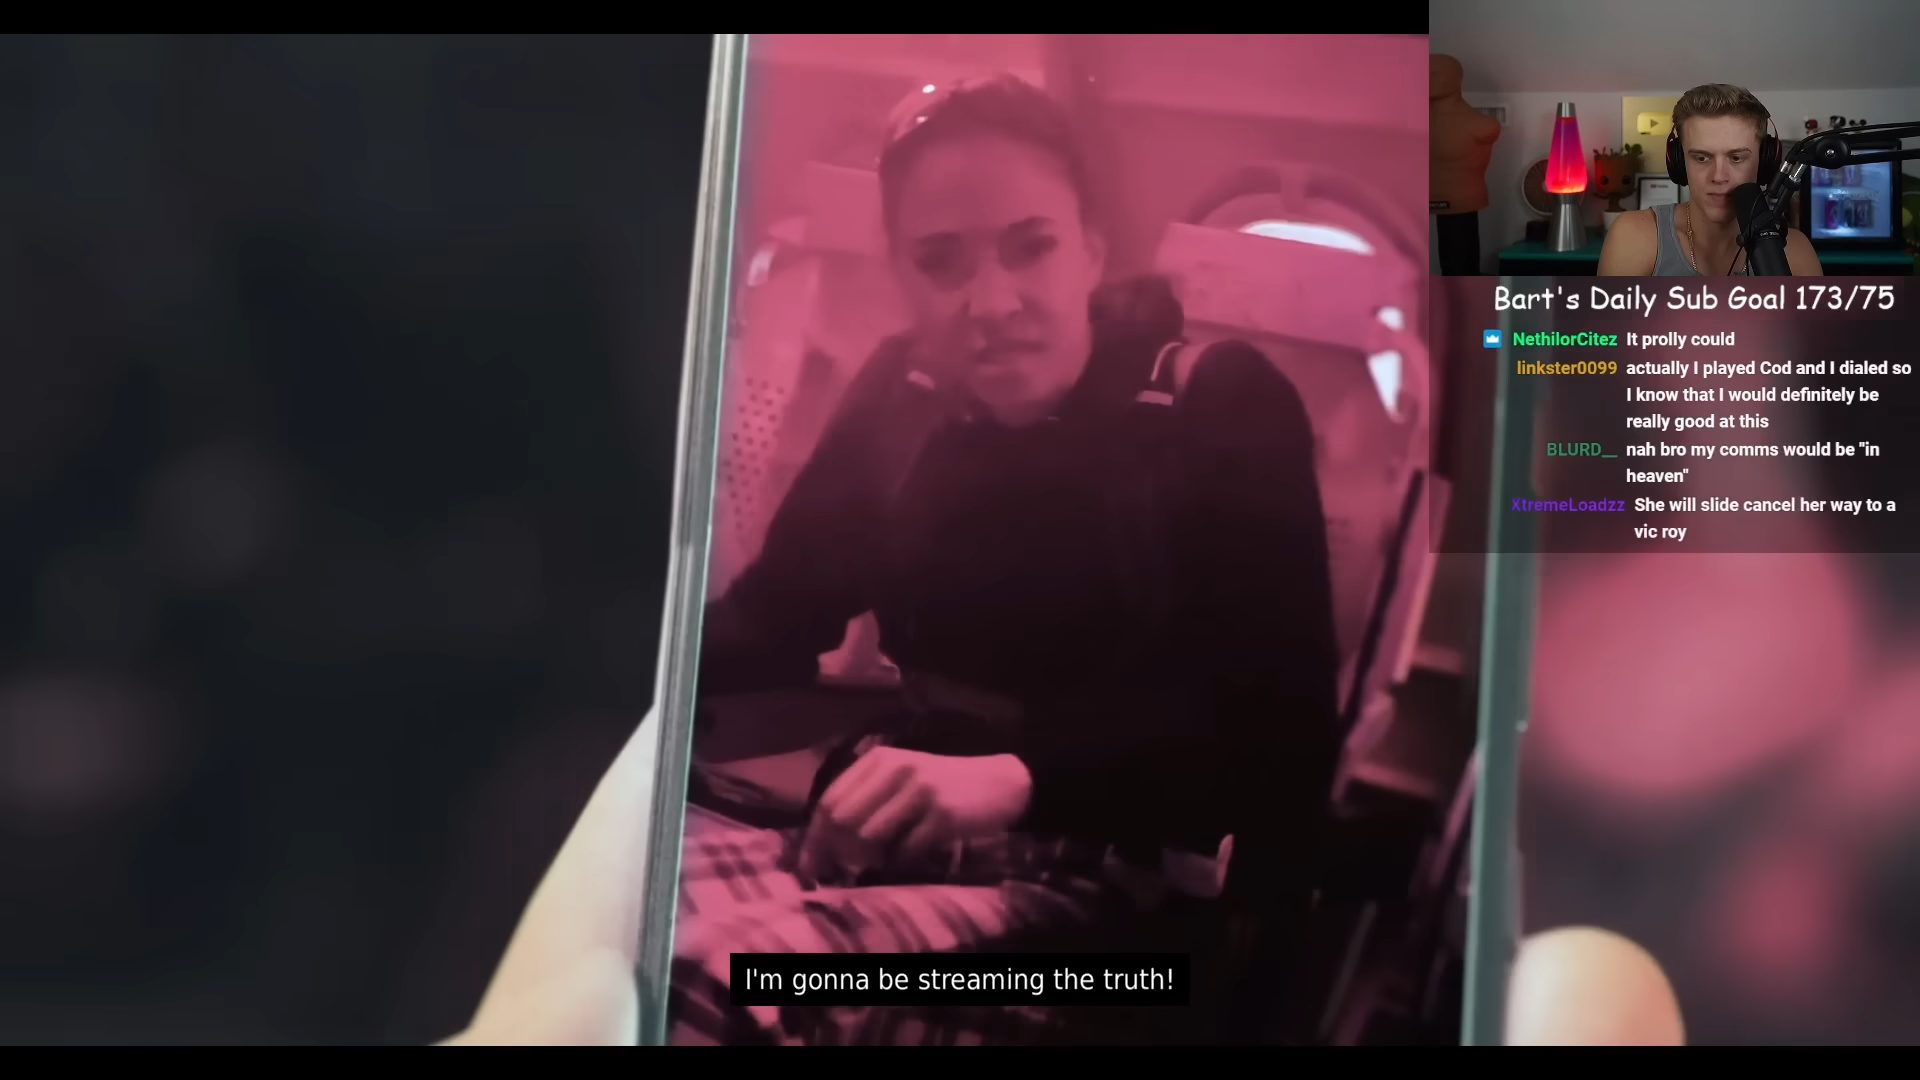 Bart's Daily Sub Goal 173/75
NethilorCitez It prolly could
linkster0099 actually I played Cod and I dialed so
I know that I would definitely be
really good at this
BLURD__ nah bro my comms would be "in
heaven"
XtremeLoadzz She will slide cancel her way to a
vic roy
I'm gonna be streaming the truth!